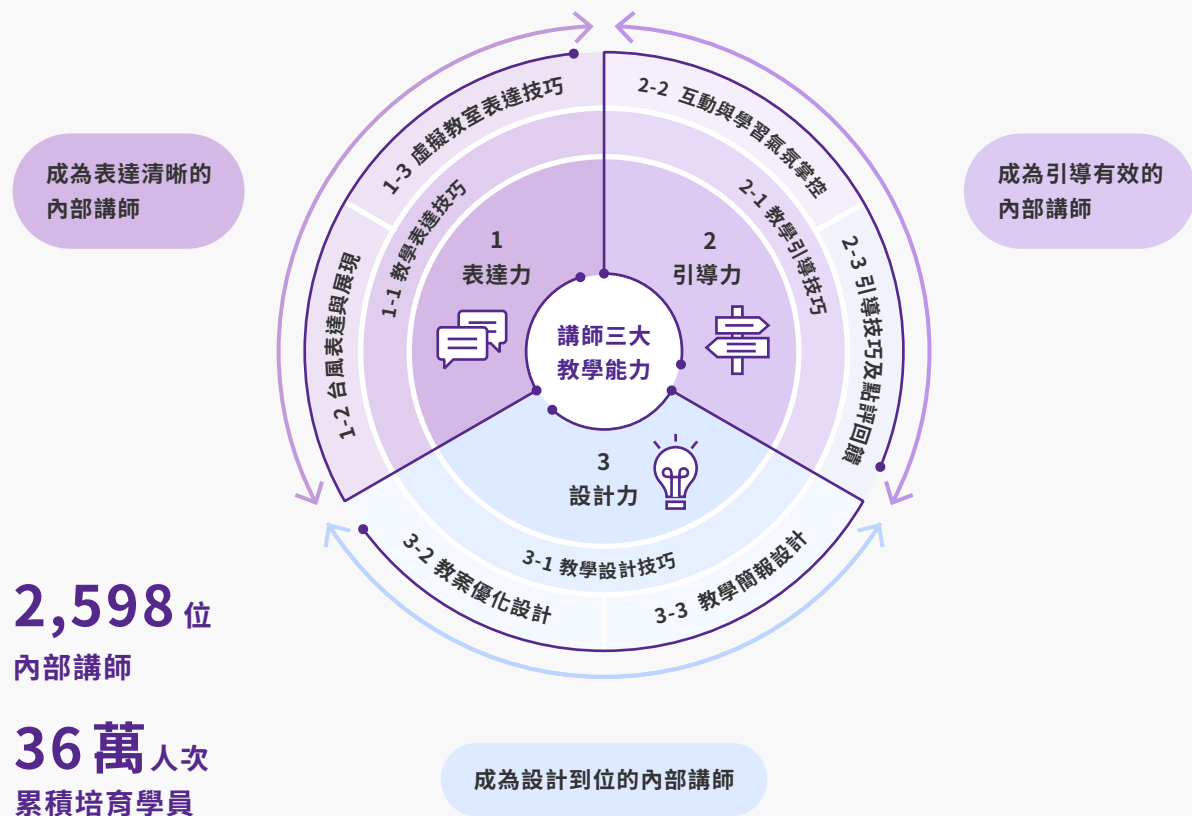 成為表達清晰的
內部講師
成為引導有效的
內部講師
講師三大
教學能力
1
表達力
1-1 教學表達技巧
1-2 台風表達與展現
1-3 虛擬教室表達技巧
2
引導力
2-1 教學引導技巧
2-2 互動與學習氣氛掌控
2-3 引導技巧及點評回饋
3
設計力
3-1 教學設計技巧
3-2 教案優化設計
3-3 教學簡報設計
2,598 位
內部講師
36 萬人次
累積培育學員
成為設計到位的內部講師